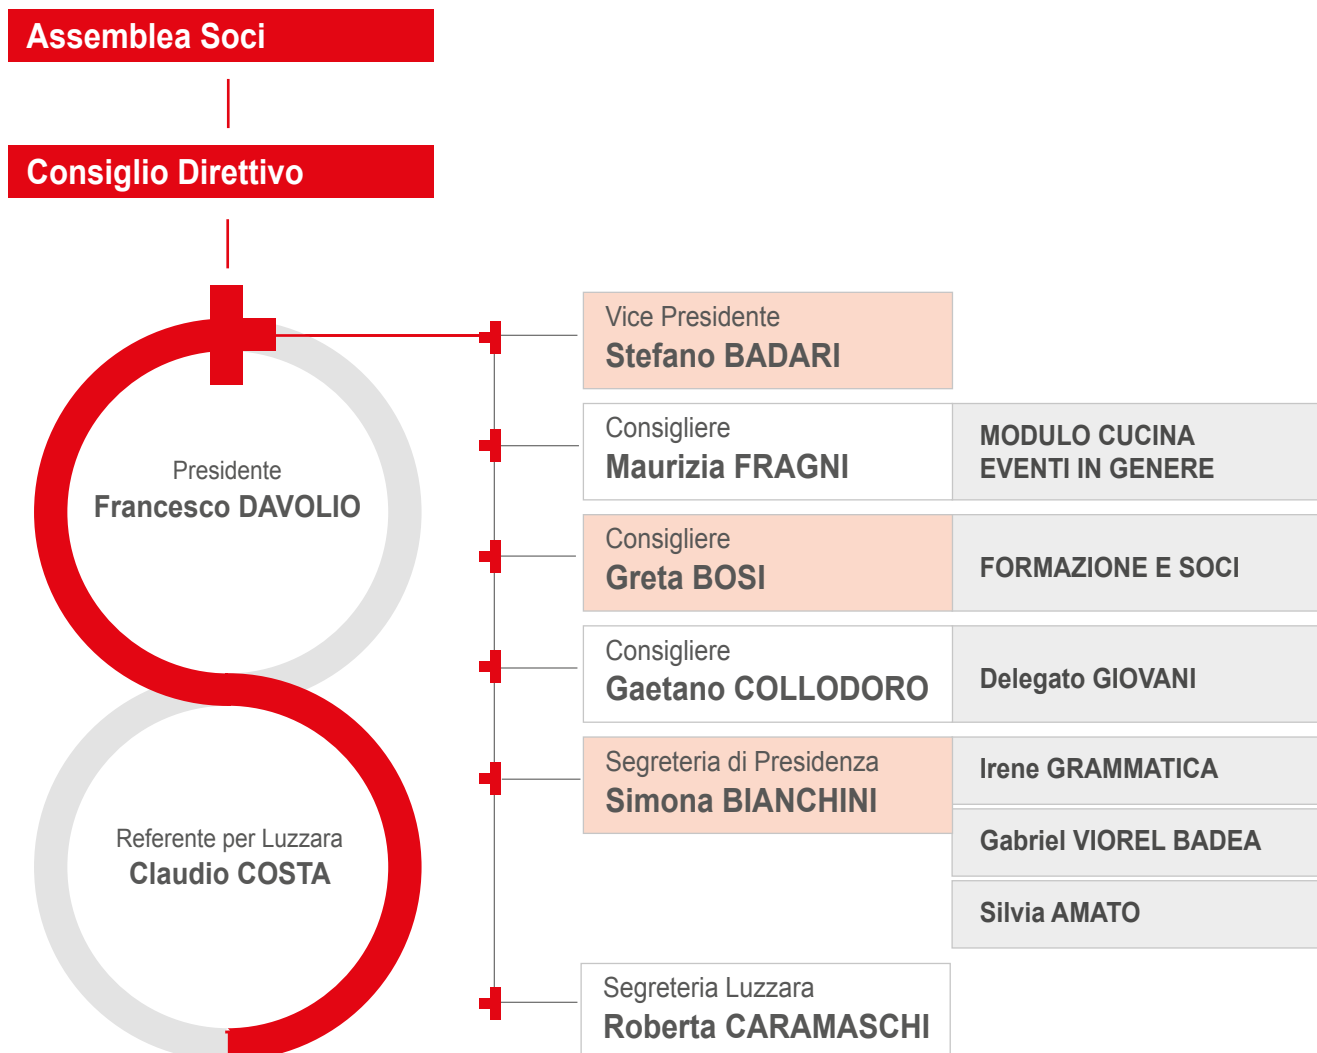 Assemblea Soci
Consiglio Direttivo
Presidente
Francesco DAVOLIO
Referente per Luzzara
Claudio COSTA
Vice Presidente
Stefano BADARI
Consigliere
Maurizia FRAGNI
MODULO CUCINA
EVENTI IN GENERE
Consigliere
Greta BOSI
FORMAZIONE E SOCI
Consigliere
Gaetano COLLODORO
Delegato GIOVANI
Segreteria di Presidenza
Simona BIANCHINI
Irene GRAMMATICA
Gabriel VIOREL BADEA
Silvia AMATO
Segreteria Luzzara
Roberta CARAMASCHI